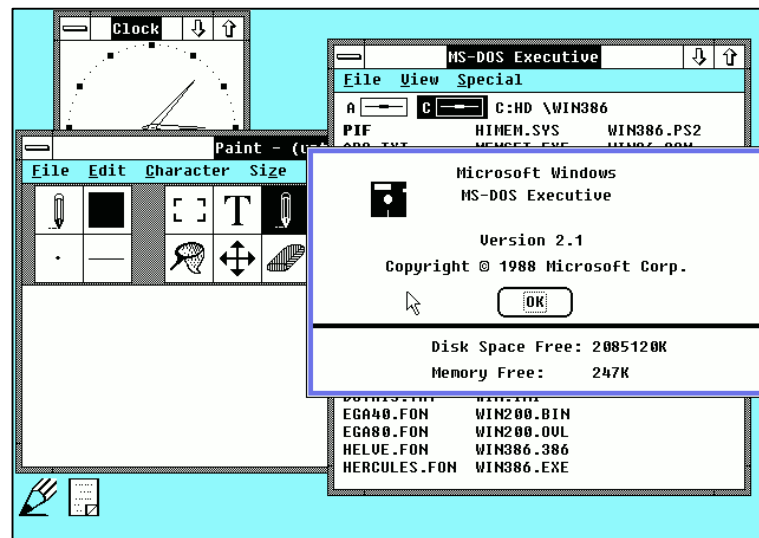 Clock
MS-DOS Executive
File View Special
A C C:HD \WIN386
PIF HIMEM.SYS WIN386.PS2
Paint -
File Edit Character Size
T
Microsoft Windows
MS-DOS Executive
Version 2.1
Copyright © 1988 Microsoft Corp.
OK
Disk Space Free: 2085120K
Memory Free: 247K
EGA40.FON WIN200.BIN
EGA80.FON WIN200.OVL
HELVE.FON WIN386.386
HERCULES.FON WIN386.EXE